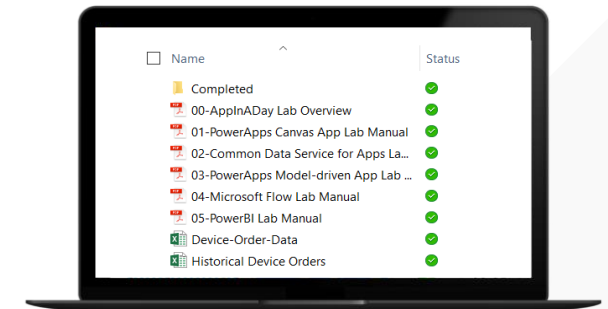 Name Status
Completed
00-AppInADay Lab Overview
01-PowerApps Canvas App Lab Manual
02-Common Data Service for Apps La...
03-PowerApps Model-driven App Lab ...
04-Microsoft Flow Lab Manual
05-PowerBI Lab Manual
Device-Order-Data
Historical Device Orders